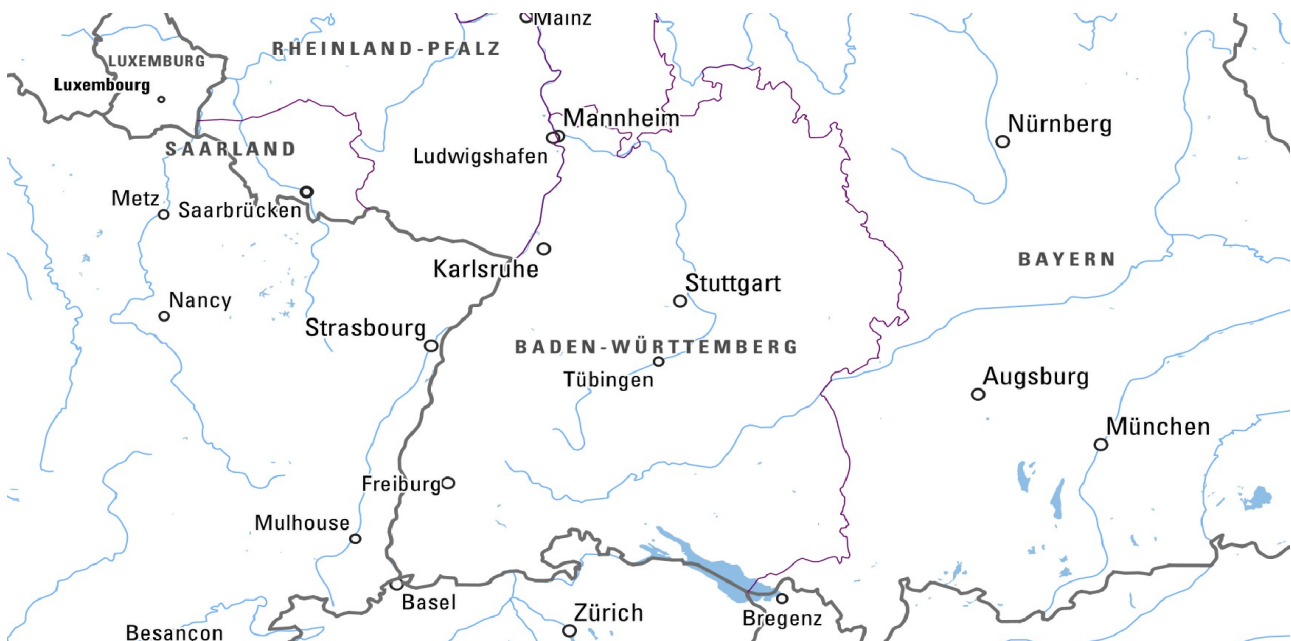 Mainz
RHEINLAND-PFALZ
LUXEMBURG
Luxembourg
Mannheim
Nürnberg
SAARLAND
Ludwigshafen
Metz
Saarbrücken
BAYERN
Karlsruhe
Stuttgart
Nancy
Strasbourg
BADEN-WÜRTTEMBERG
Tübingen
Augsburg
München
Freiburg
Mulhouse
Basel
Zürich
Bregenz
Besancon